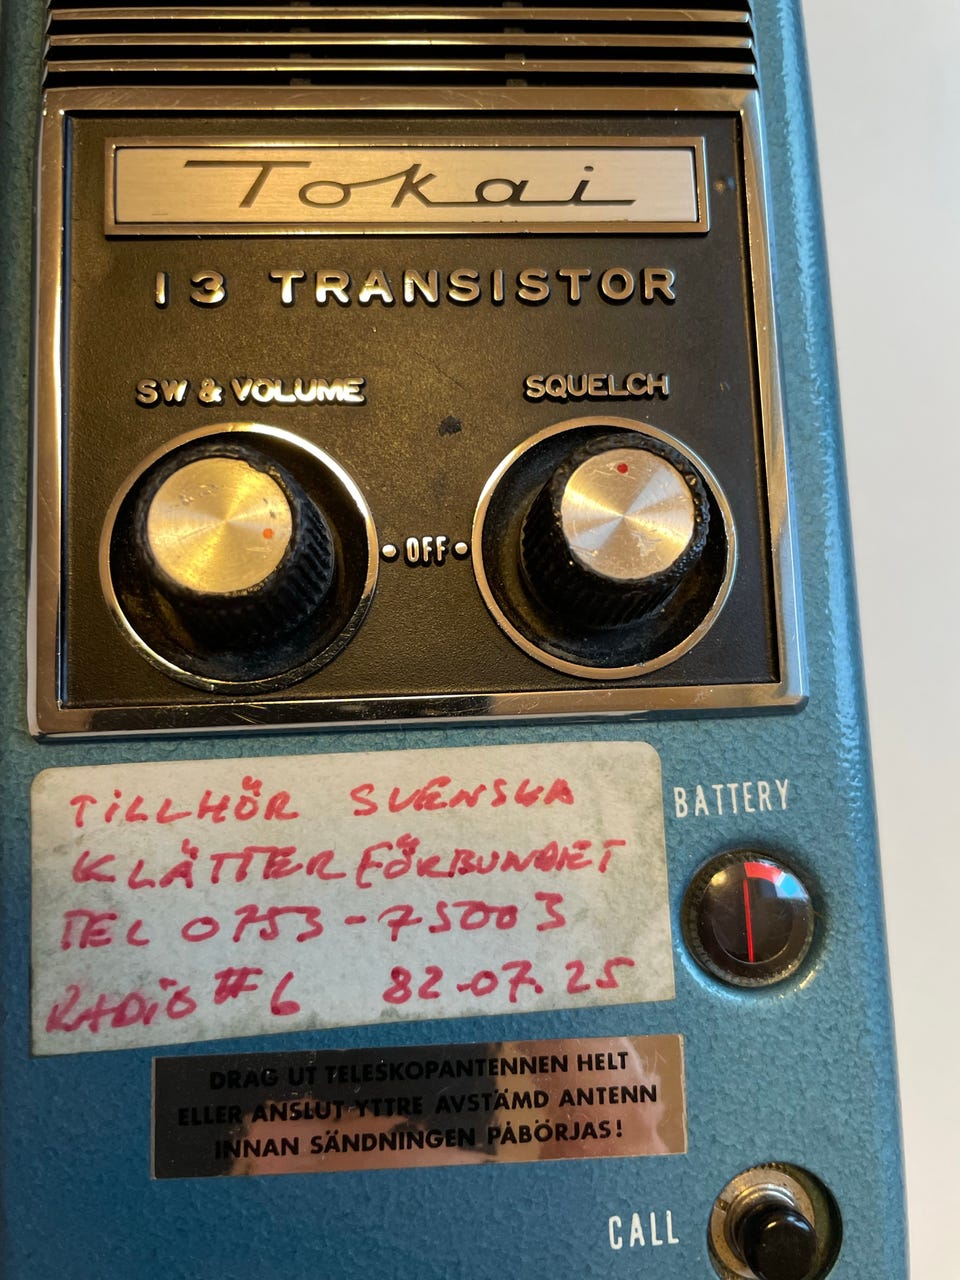 Tokai
13 TRANSISTOR
SW & VOLUME
SQUELCH
• OFF •
TILLHÖR SVENSKA
KLÄTTERFÖRBUNDET
TEL 0753-75003
RADIO #6 82.07.25
BATTERY
DRAG UT TELESKOPANTENNEN HELT
ELLER ANSLUT YTTRE AVSTÄMD ANTENN
INNAN SÄNDNINGEN PÅBÖRJAS!
CALL